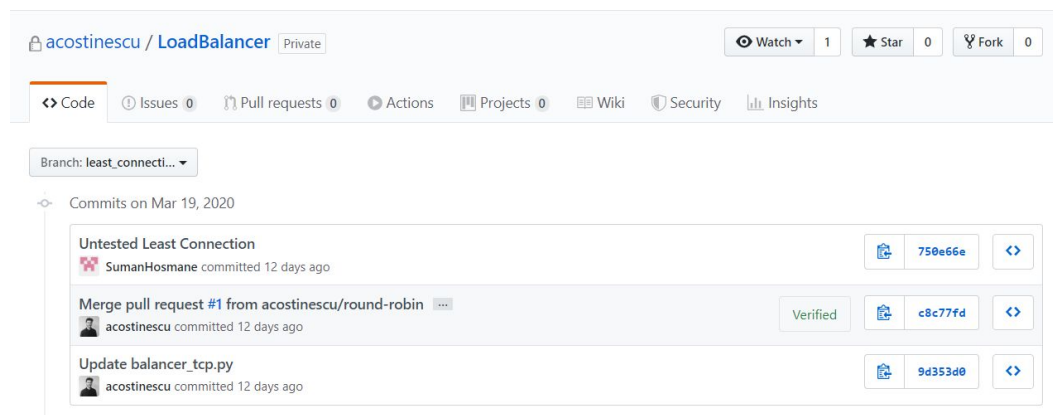 acostinescu / LoadBalancer Private Watch 1 Star 0 Fork 0
<> Code Issues 0 Pull requests 0 Actions Projects 0 Wiki Security Insights
Branch: least_connecti...
Commits on Mar 19, 2020
Untested Least Connection
SumanHosmane committed 12 days ago
750e66e <>
Merge pull request #1 from acostinescu/round-robin ...
acostinescu committed 12 days ago
Verified c8c77fd <>
Update balancer_tcp.py
acostinescu committed 12 days ago
9d353d0 <>